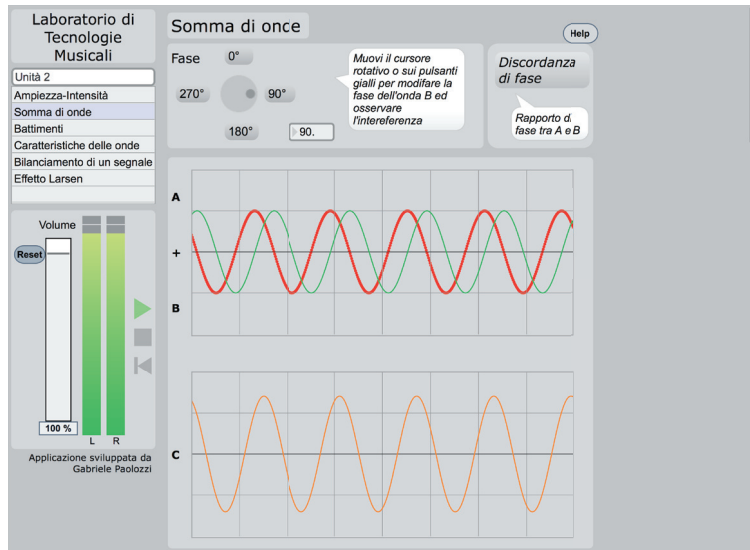 Laboratorio di
Tecnologie
Musicali
Unità 2
Ampiezza-Intensità
Somma di onde
Battimenti
Caratteristiche delle onde
Bilanciamento di un segnale
Effetto Larsen
Volume
Reset
100 %
L R
Applicazione sviluppata da
Gabriele Paolozzi
Somma di once
Help
Fase
0°
270°
90°
180°
90.
Muovi il cursore
rotativo o sui pulsanti
gialli per modifare la
fase dell'onda B ed
osservare
l'intereferenza
Discordanza
di fase
Rapporto di
fase tra A e B
A
+
B
C